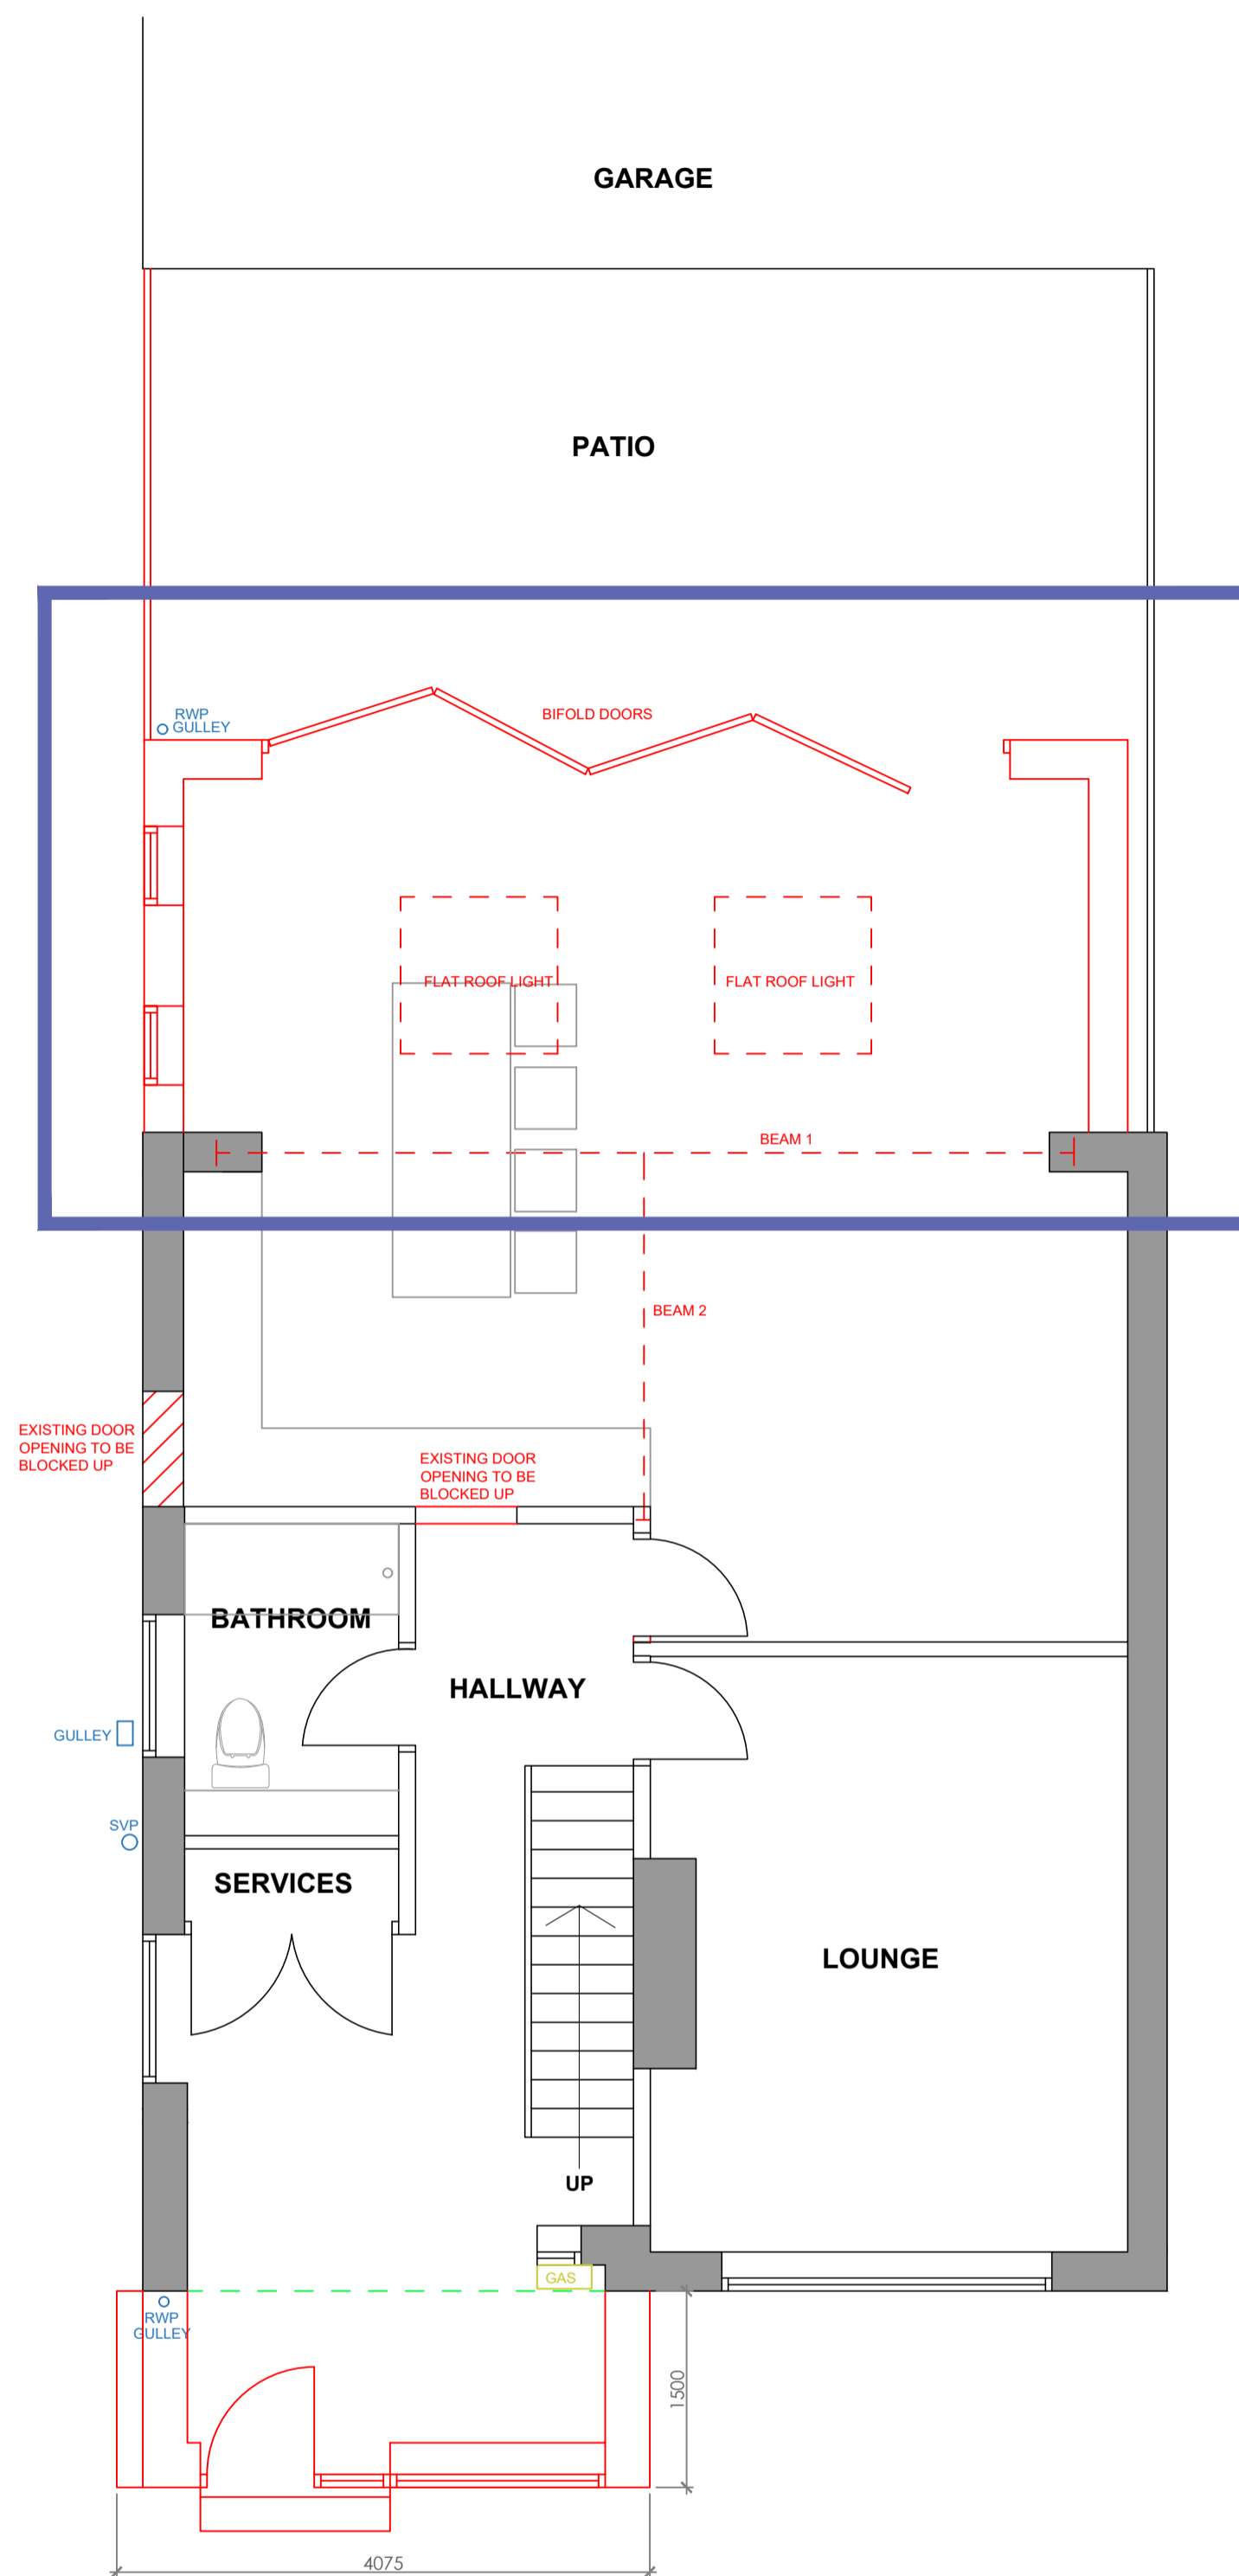 GARAGE
PATIO
RWP
GULLEY
BIFOLD DOORS
FLAT ROOF LIGHT
FLAT ROOF LIGHT
BEAM 1
BEAM 2
EXISTING DOOR
OPENING TO BE
BLOCKED UP
EXISTING DOOR
OPENING TO BE
BLOCKED UP
BATHROOM
HALLWAY
GULLEY
SVP
SERVICES
LOUNGE
UP
GAS
RWP
GULLEY
1500
4075